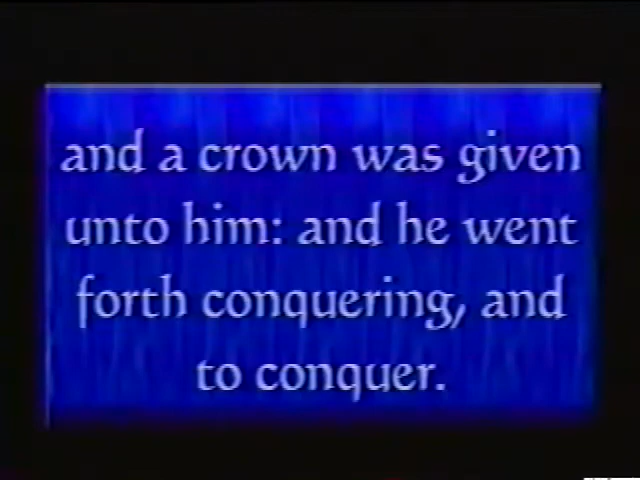 and a crown was given
unto him: and he went
forth conquering, and
to conquer.